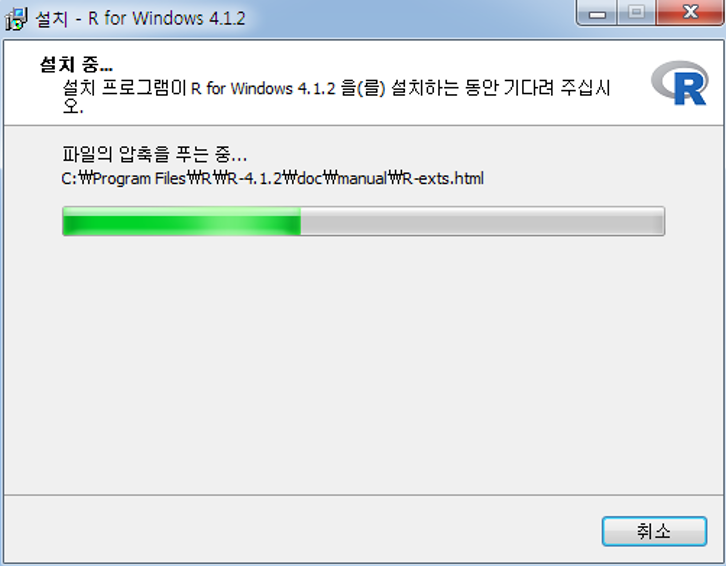 설치 - R for Windows 4.1.2
설치 중...
설치 프로그램이 R for Windows 4.1.2 을(를) 설치하는 동안 기다려 주십시
오.
R
파일의 압축을 푸는 중...
C:₩Program Files₩R₩R-4.1.2₩doc₩manual₩R-exts.html
취소